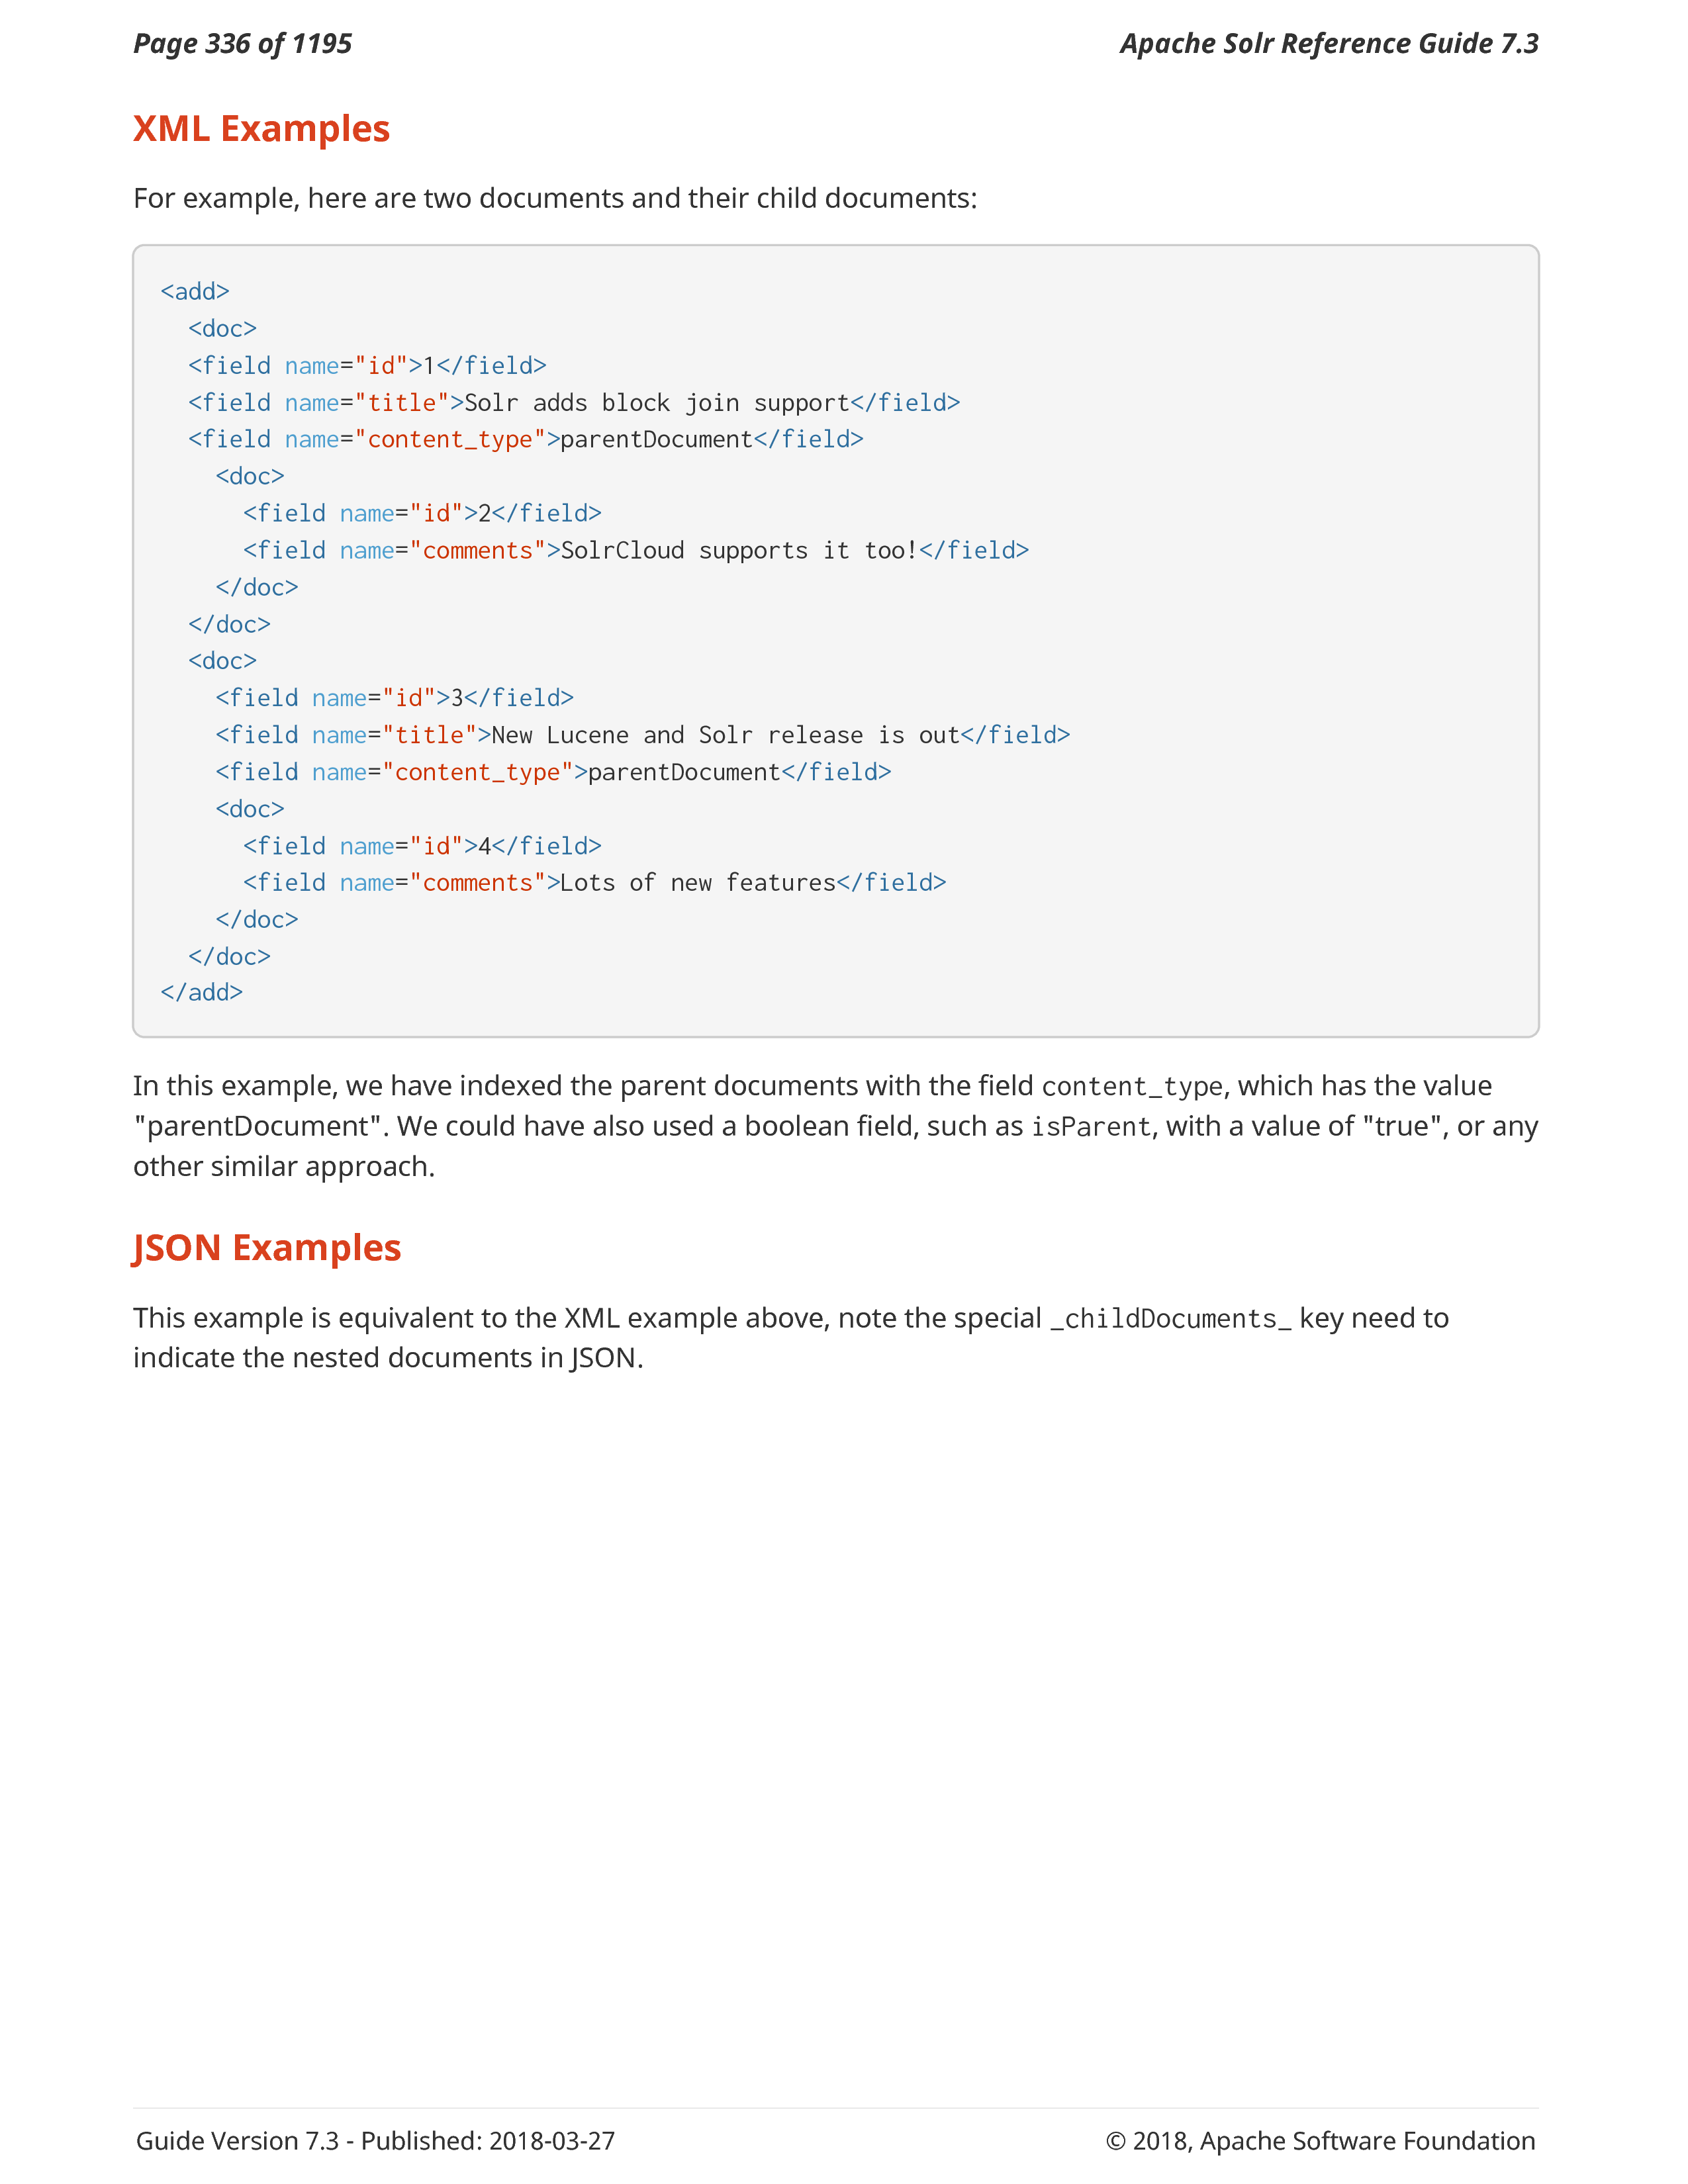 Page 336 of 1195
Apache Solr Reference Guide 7.3
XML Examples
For example, here are two documents and their child documents:
<add>
  <doc>
  <field name="id">1</field>
  <field name="title">Solr adds block join support</field>
  <field name="content_type">parentDocument</field>
    <doc>
      <field name="id">2</field>
      <field name="comments">SolrCloud supports it too!</field>
    </doc>
  </doc>
  <doc>
    <field name="id">3</field>
    <field name="title">New Lucene and Solr release is out</field>
    <field name="content_type">parentDocument</field>
    <doc>
      <field name="id">4</field>
      <field name="comments">Lots of new features</field>
    </doc>
  </doc>
</add>
In this example, we have indexed the parent documents with the field content_type, which has the value
"parentDocument". We could have also used a boolean field, such as isParent, with a value of "true", or any
other similar approach.
JSON Examples
This example is equivalent to the XML example above, note the special _childDocuments_ key need to
indicate the nested documents in JSON.
Guide Version 7.3 - Published: 2018-03-27
© 2018, Apache Software Foundation